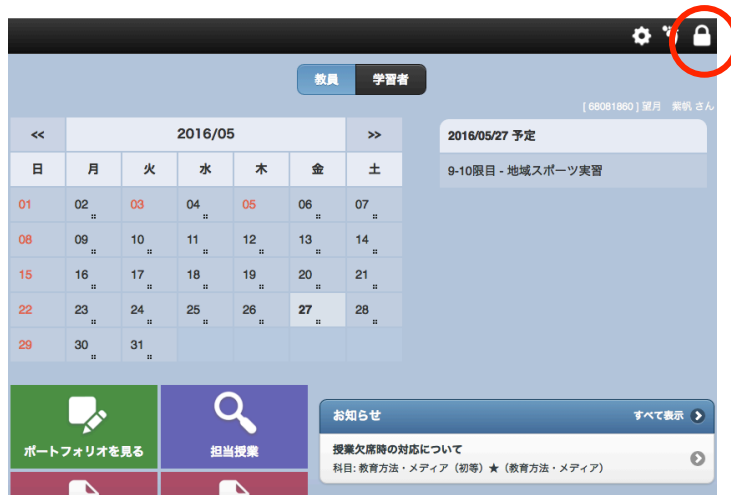 教員 学習者
[ 68081860 ] 望月 紫帆 さん
<< 2016/05 >>
日 月 火 水 木 金 土
01 02 03 04 05 06 07
08 09 10 11 12 13 14
15 16 17 18 19 20 21
22 23 24 25 26 27 28
29 30 31
2016/05/27 予定
9-10限目 - 地域スポーツ実習
ポートフォリオを見る
担当授業
お知らせ すべて表示
授業欠席時の対応について
科目: 教育方法・メディア（初等）★（教育方法・メディア）